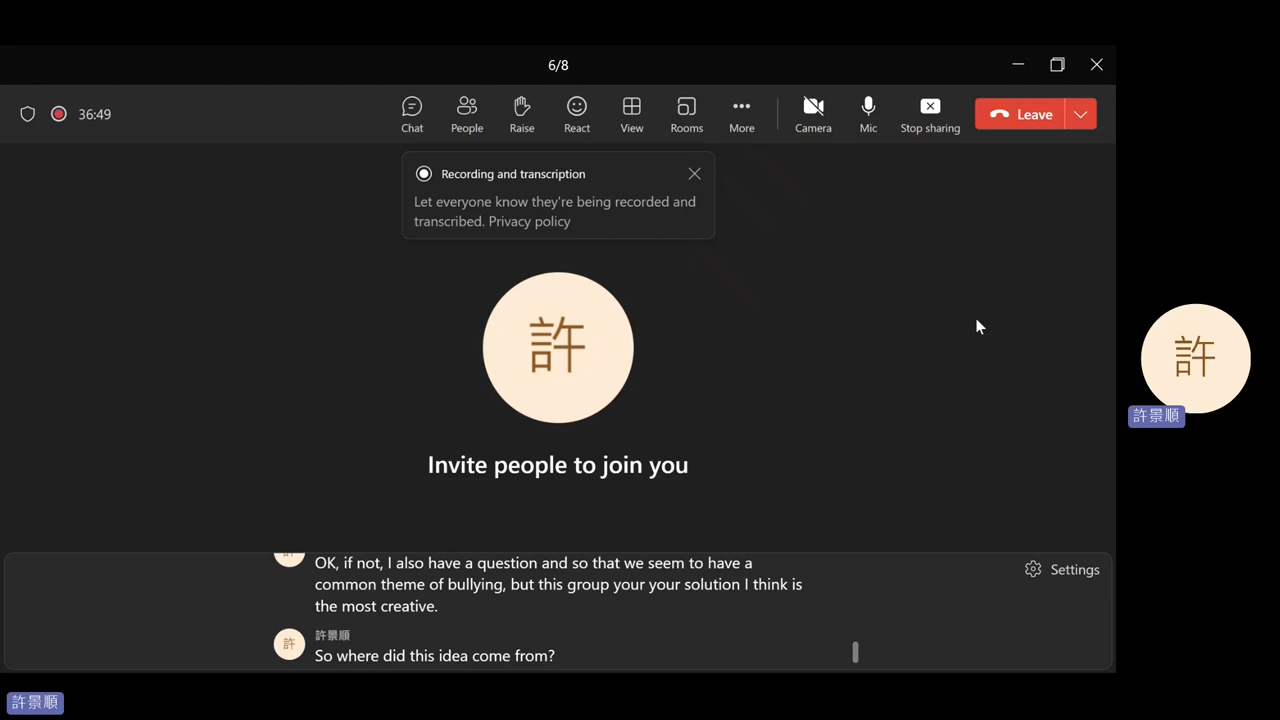 6/8
36:49
Chat
People
Raise
React
View
Rooms
More
Camera
Mic
Stop sharing
Leave
Recording and transcription
Let everyone know they're being recorded and
transcribed. Privacy policy
許
許
許景順
Invite people to join you
OK, if not, I also have a question and so that we seem to have a
common theme of bullying, but this group your your solution I think is
the most creative.
Settings
許景順
許
So where did this idea come from?
許景順